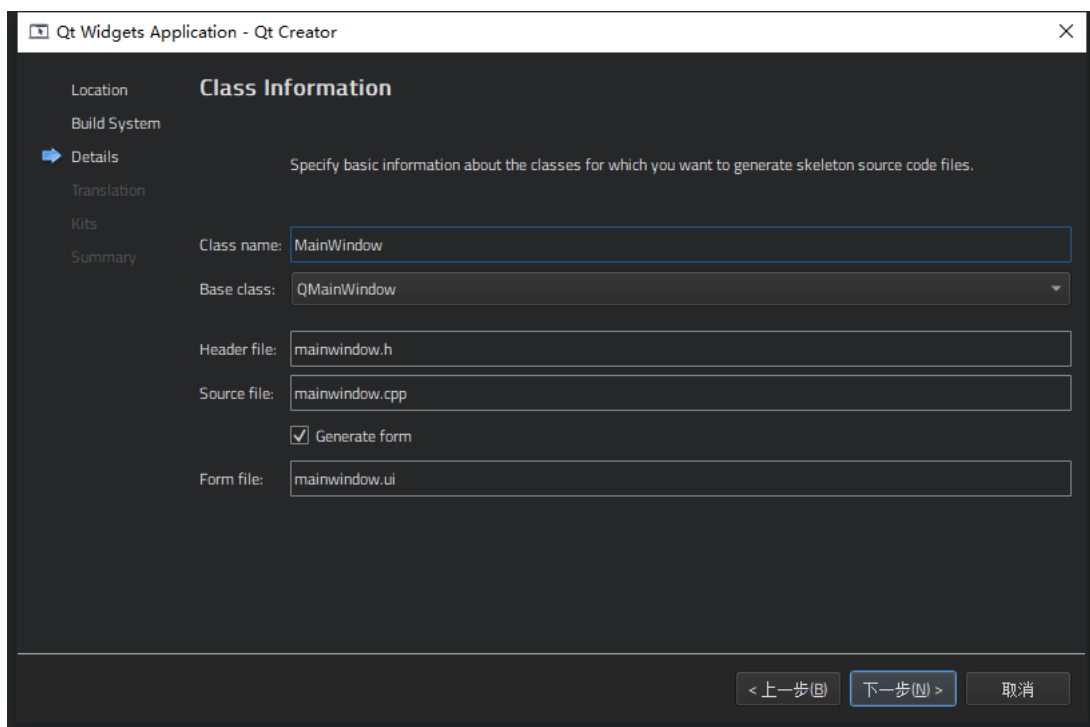 Qt Widgets Application - Qt Creator
Location
Build System
Details
Translation
Kits
Summary
Class Information
Specify basic information about the classes for which you want to generate skeleton source code files.
Class name: MainWindow
Base class: QMainWindow
Header file: mainwindow.h
Source file: mainwindow.cpp
Generate form
Form file: mainwindow.ui
< 上一步(B) 下一步(N) > 取消